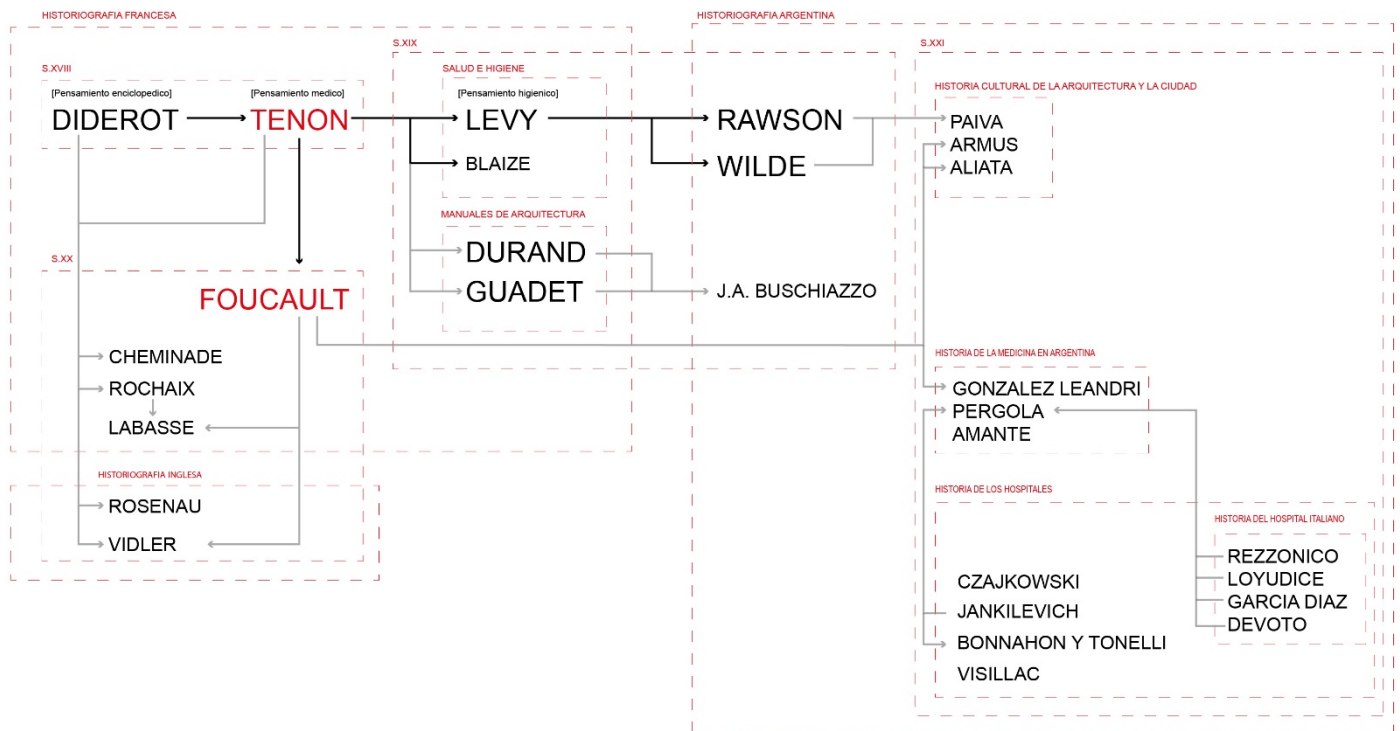 HISTORIOGRAFIA FRANCESA
HISTORIOGRAFIA ARGENTINA
S.XVIII
[Pensamiento enciclopedico]
DIDEROT
[Pensamiento medico]
TENON
S.XIX
SALUD E HIGIENE
[Pensamiento higienico]
LEVY
BLAIZE
MANUALES DE ARQUITECTURA
DURAND
GUADET
RAWSON
WILDE
J.A. BUSCHIAZZO
S.XX
FOUCAULT
CHEMINADE
ROCHAIX
LABASSE
HISTORIOGRAFIA INGLESA
ROSENAU
VIDLER
S.XXI
HISTORIA CULTURAL DE LA ARQUITECTURA Y LA CIUDAD
PAIVA
ARMUS
ALIATA
HISTORIA DE LA MEDICINA EN ARGENTINA
GONZALEZ LEANDRI
PERGOLA
AMANTE
HISTORIA DE LOS HOSPITALES
CZAJKOWSKI
JANKILEVICH
BONNAHON Y TONELLI
VISILLAC
HISTORIA DEL HOSPITAL ITALIANO
REZZONICO
LOYUDICE
GARCIA DIAZ
DEVOTO